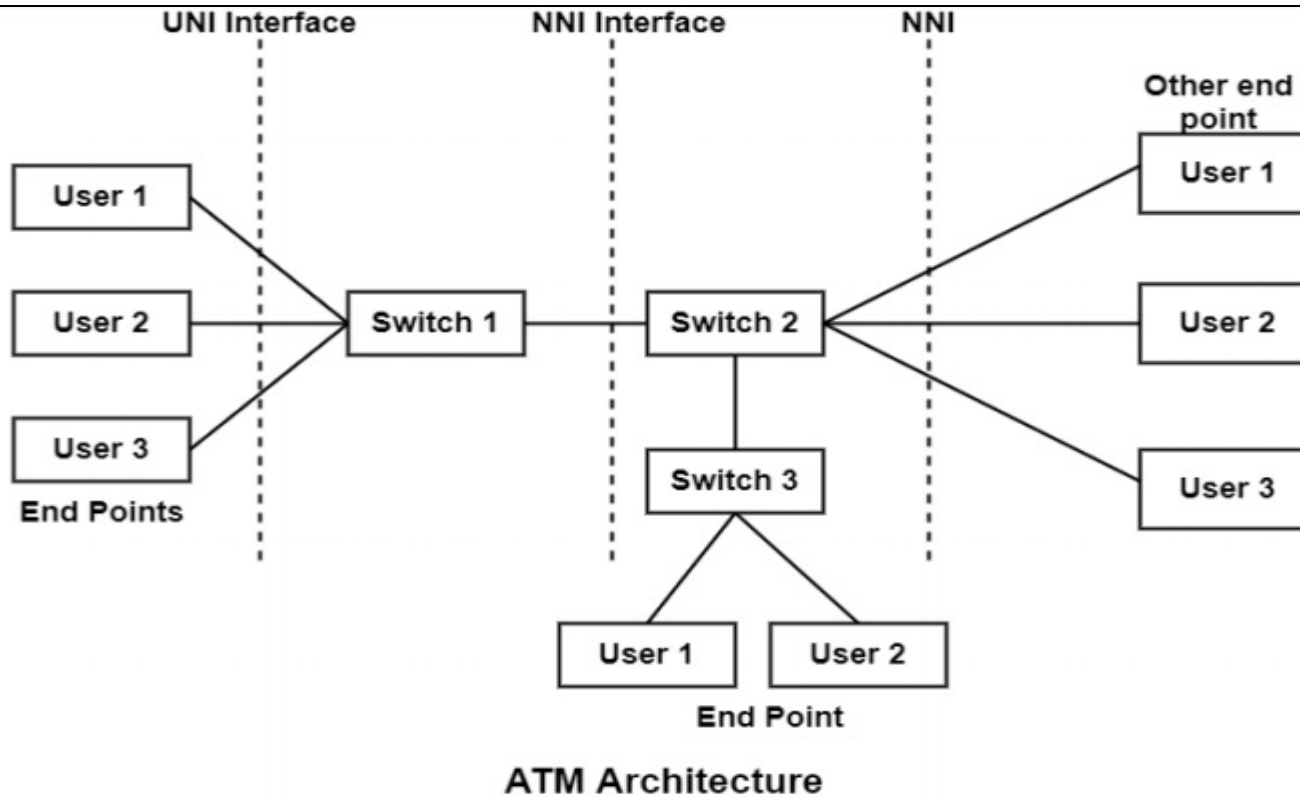 UNI Interface
NNI Interface
NNI
Other end
point
User 1
User 1
User 2
Switch 1
Switch 2
User 2
User 3
Switch 3
User 3
End Points
User 1
User 2
End Point
ATM Architecture